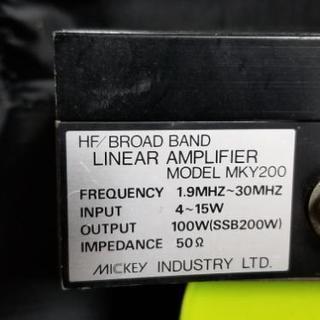 HF/BROAD BAND
LINEAR AMPLIFIER
MODEL MKY200
FREQUENCY 1.9MHZ~30MHZ
INPUT 4~15W
OUTPUT 100W(SSB200W)
IMPEDANCE 50Ω
MICKEY INDUSTRY LTD.